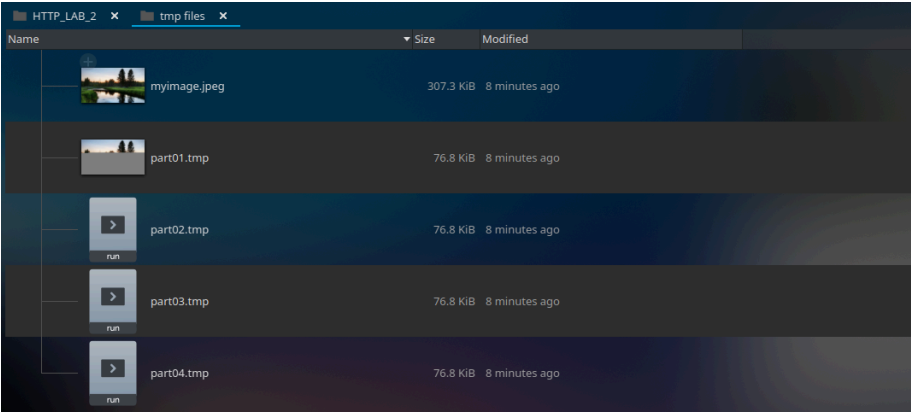 HTTP_LAB_2 tmp files
Name Size Modified
myimage.jpeg 307.3 KiB 8 minutes ago
part01.tmp 76.8 KiB 8 minutes ago
part02.tmp 76.8 KiB 8 minutes ago
run
part03.tmp 76.8 KiB 8 minutes ago
run
part04.tmp 76.8 KiB 8 minutes ago
run